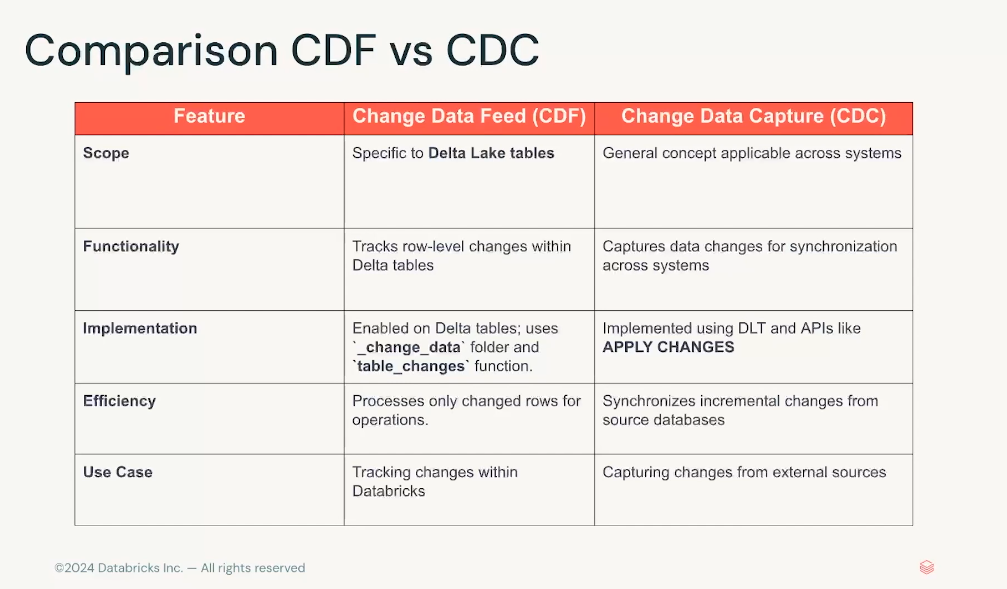 Comparison CDF vs CDC
Feature
Change Data Feed (CDF)
Change Data Capture (CDC)
Scope
Specific to Delta Lake tables
General concept applicable across systems
Functionality
Tracks row-level changes within
Delta tables
Captures data changes for synchronization
across systems
Implementation
Enabled on Delta tables; uses
`_change_data` folder and
`table_changes` function.
Implemented using DLT and APIs like
APPLY CHANGES
Efficiency
Processes only changed rows for
operations.
Synchronizes incremental changes from
source databases
Use Case
Tracking changes within
Databricks
Capturing changes from external sources
©2024 Databricks Inc. — All rights reserved